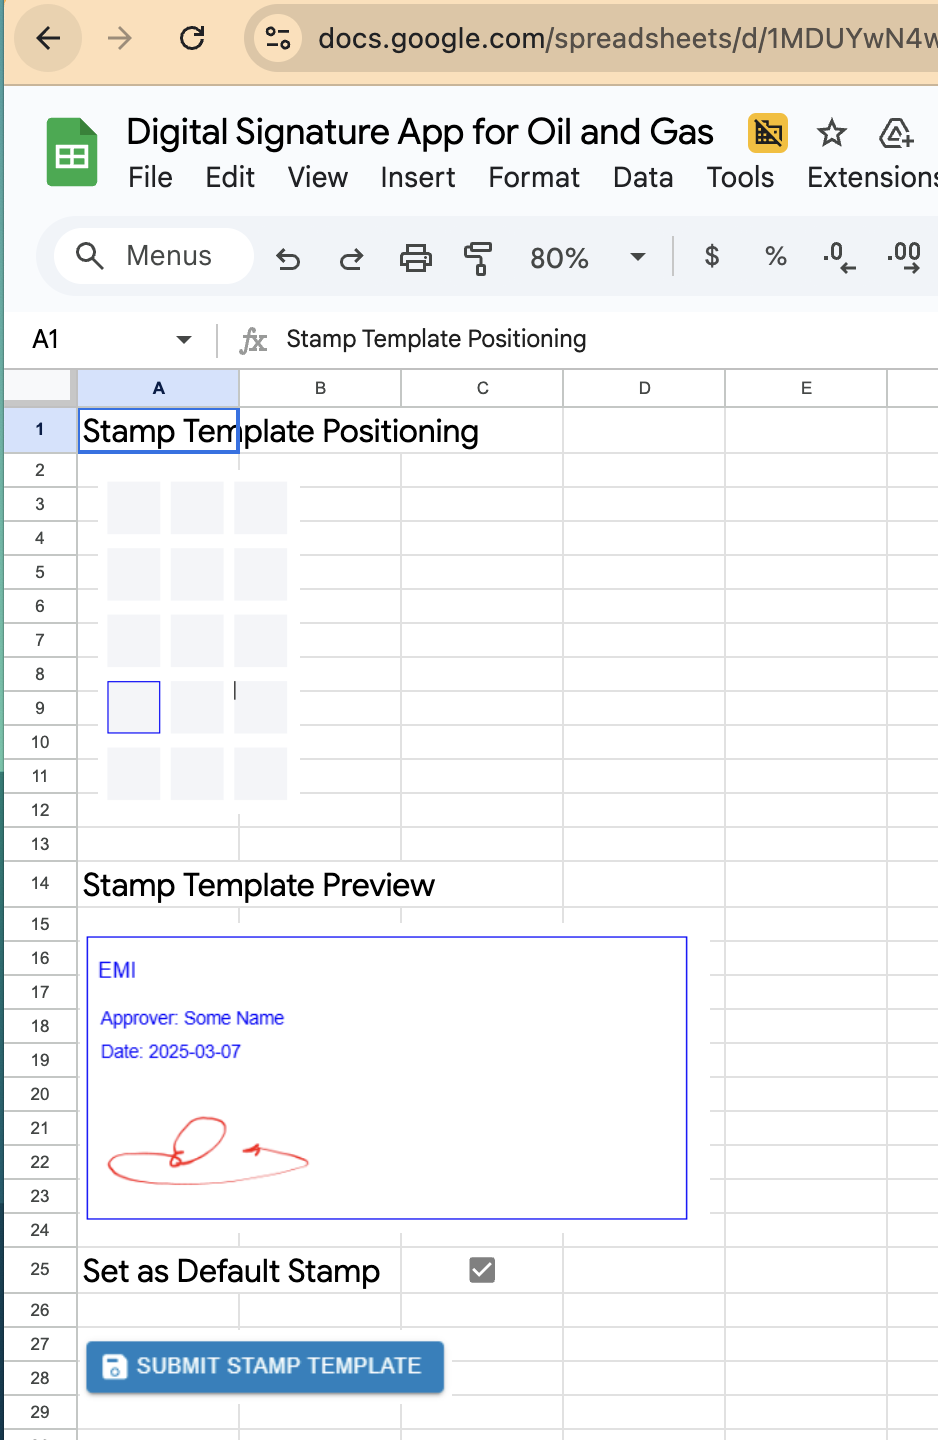 docs.google.com/spreadsheets/d/1MDUYwN4w
Digital Signature App for Oil and Gas
File Edit View Insert Format Data Tools Extensions
Menus 80% $ % .0 .00
A1 fx Stamp Template Positioning
A B C D E
1 Stamp Template Positioning
2
3
4
5
6
7
8
9
10
11
12
13
14 Stamp Template Preview
15
16 EMI
17
18 Approver: Some Name
19 Date: 2025-03-07
20
21
22
23
24
25 Set as Default Stamp
26
27 SUBMIT STAMP TEMPLATE
28
29